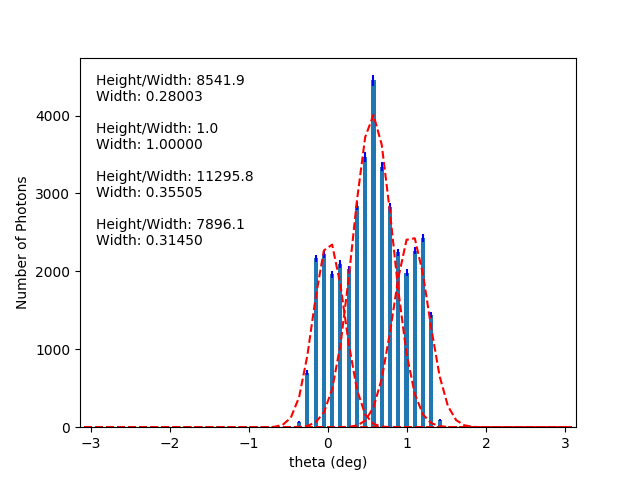 Height/Width: 8541.9
Width: 0.28003
Height/Width: 1.0
Width: 1.00000
Height/Width: 11295.8
Width: 0.35505
Height/Width: 7896.1
Width: 0.31450
4000
3000
2000
1000
0
Number of Photons
−3 −2 −1 0 1 2 3
theta (deg)